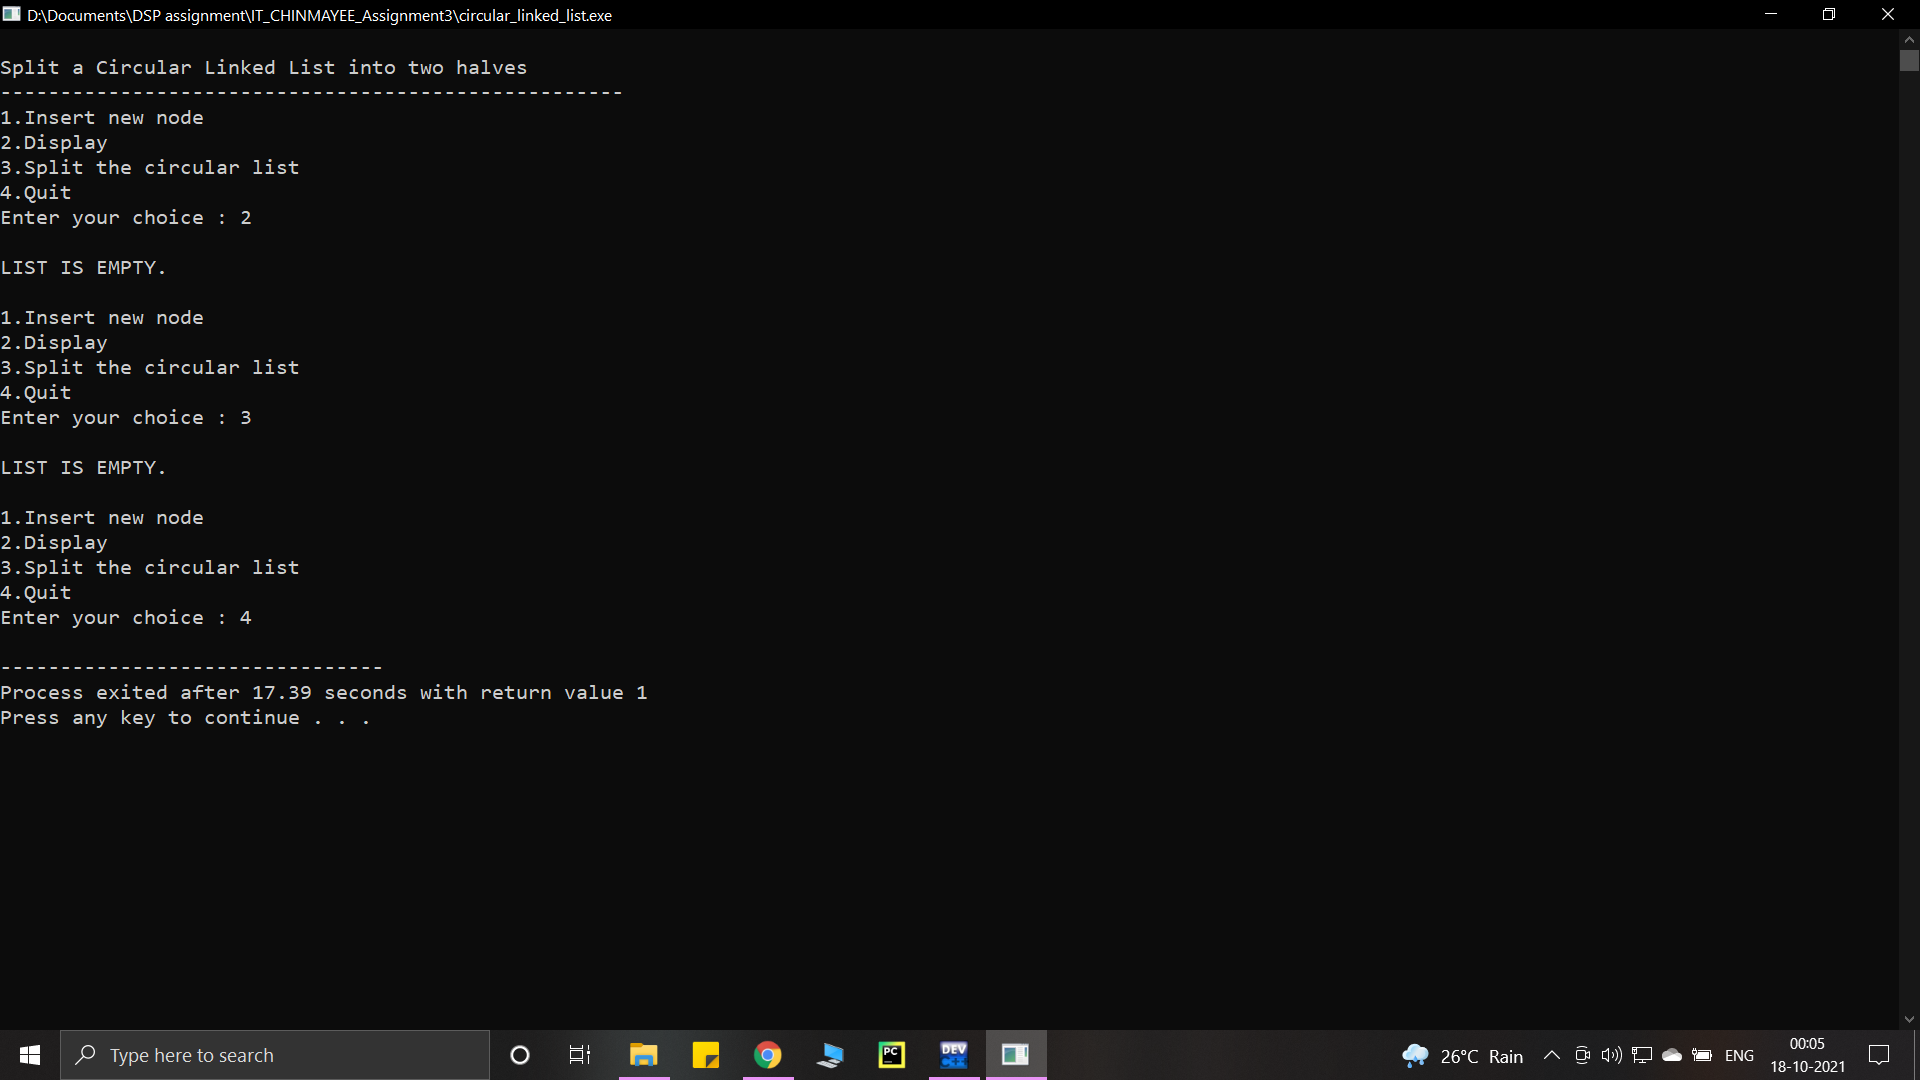 D:\Documents\DSP assignment\IT_CHINMAYEE_Assignment3\circular_linked_list.exe
Split a Circular Linked List into two halves
----------------------------------------------------
1.Insert new node
2.Display
3.Split the circular list
4.Quit
Enter your choice : 2
LIST IS EMPTY.
1.Insert new node
2.Display
3.Split the circular list
4.Quit
Enter your choice : 3
LIST IS EMPTY.
1.Insert new node
2.Display
3.Split the circular list
4.Quit
Enter your choice : 4
--------------------------------
Process exited after 17.39 seconds with return value 1
Press any key to continue . . .
Type here to search
PC
DEV
C++
26°C Rain
ENG
00:05
18-10-2021